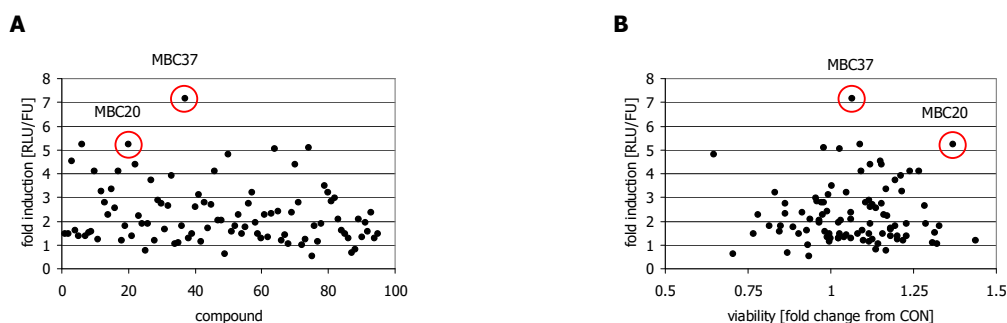 A
MBC37
MBC20
fold induction [RLU/FU]
8
7
6
5
4
3
2
1
0
0 20 40 60 80 100
compound
B
MBC37
MBC20
fold induction [RLU/FU]
8
7
6
5
4
3
2
1
0
0.5 0.75 1 1.25 1.5
viability [fold change from CON]